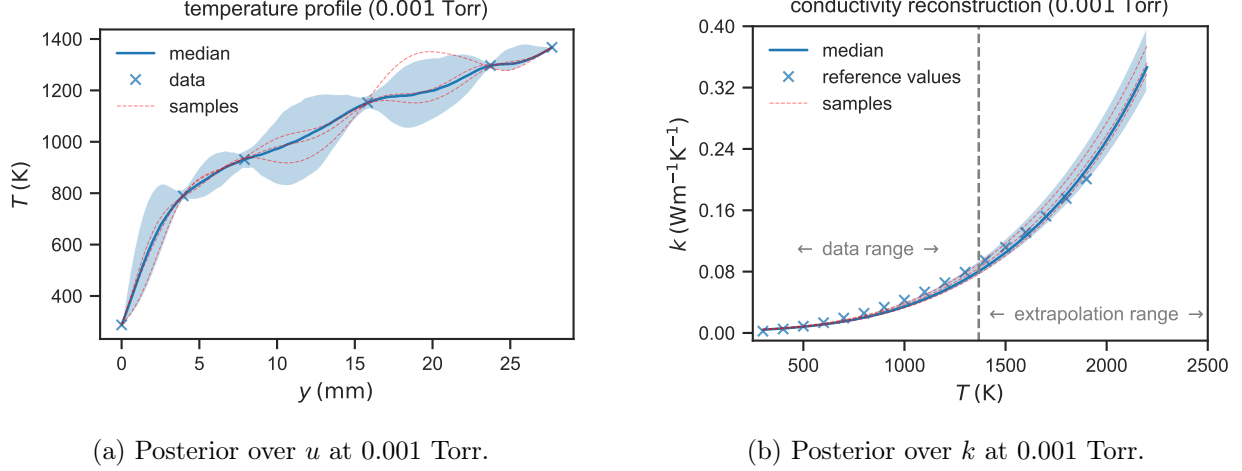 temperature profile (0.001 Torr)
1400
1200
1000
800
600
400
T (K)
median
data
samples
0
5
10
15
20
25
y (mm)
(a) Posterior over u at 0.001 Torr.
conductivity reconstruction (0.001 Torr)
0.40
0.32
0.24
0.16
0.08
0.00
k (Wm⁻¹K⁻¹)
median
reference values
samples
← data range →
← extrapolation range →
500
1000
1500
2000
2500
T (K)
(b) Posterior over k at 0.001 Torr.